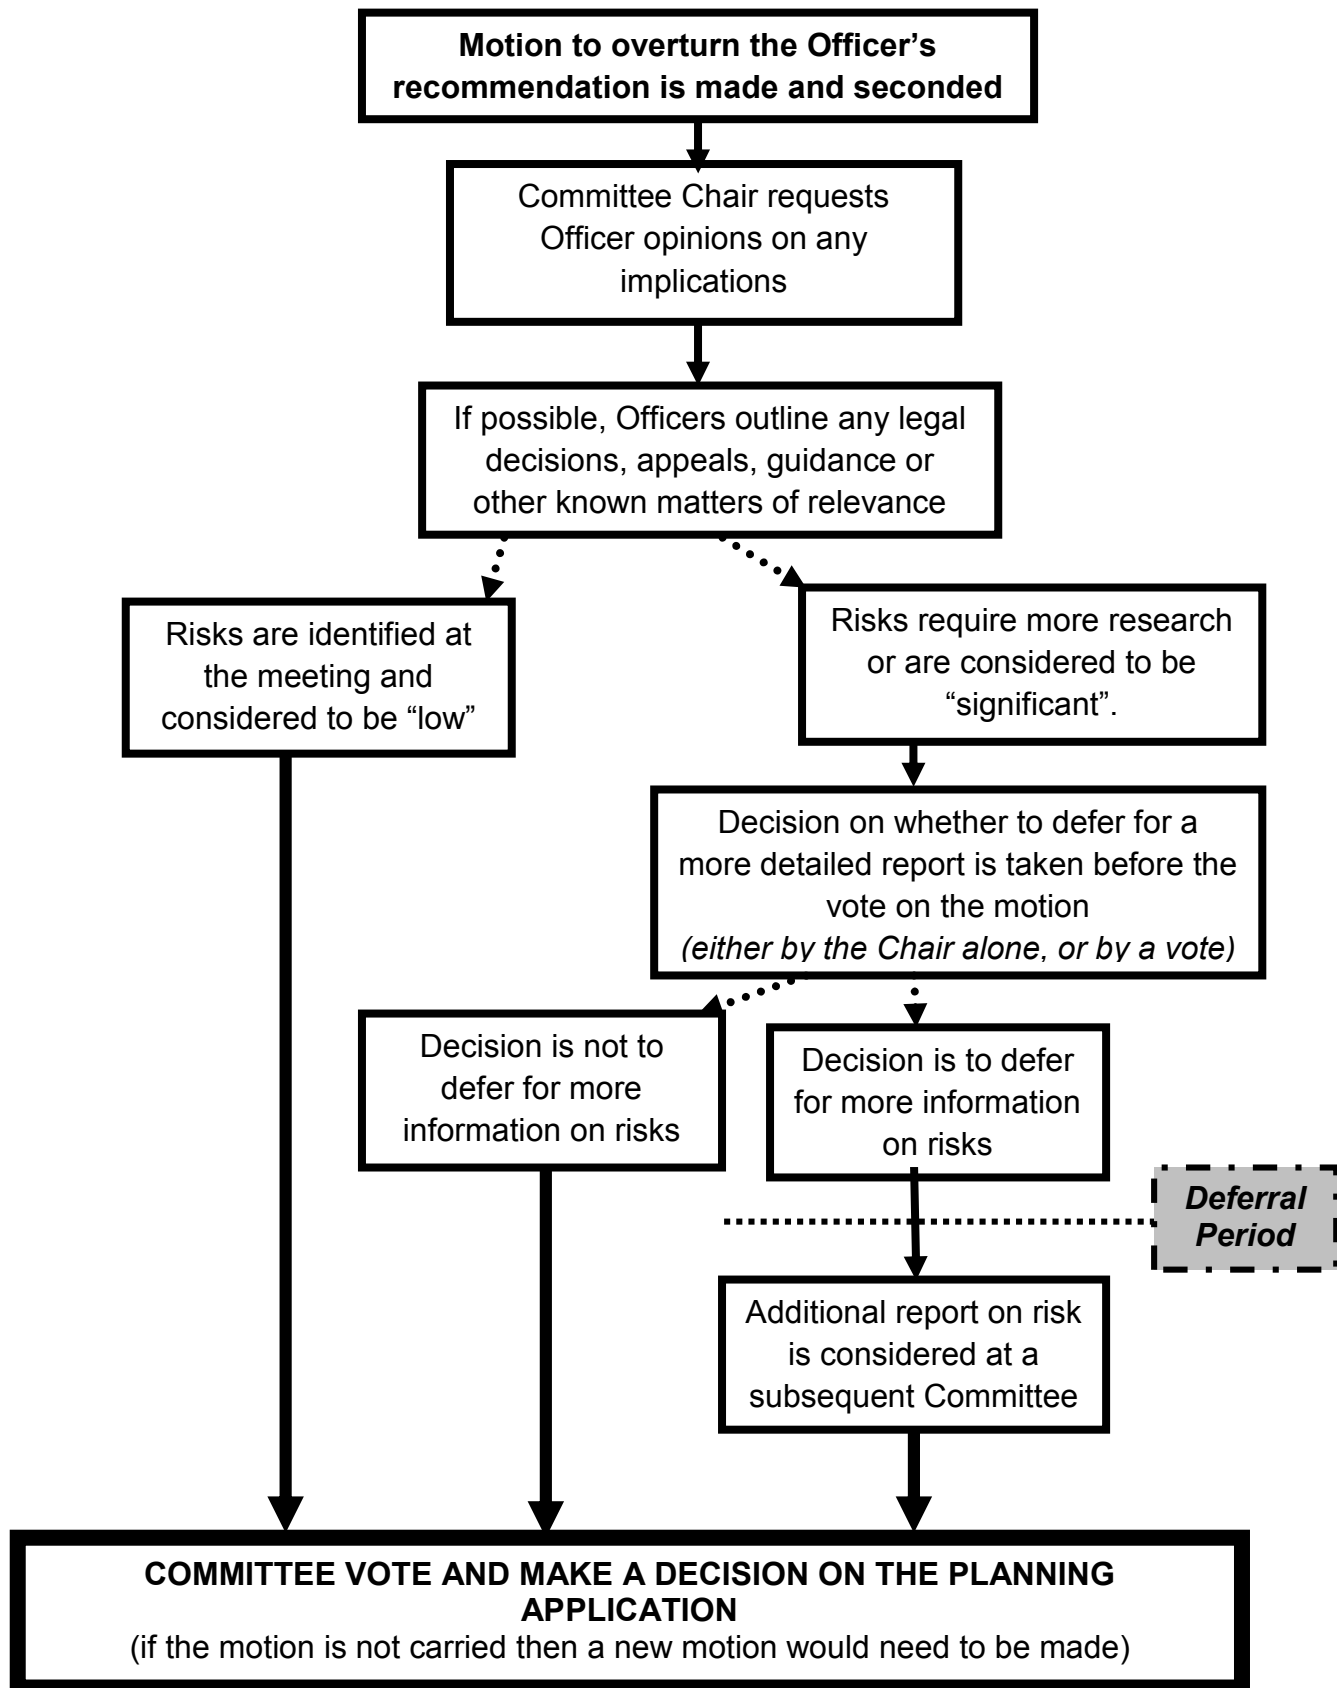 Motion to overturn the Officer’s
recommendation is made and seconded
Committee Chair requests
Officer opinions on any
implications
If possible, Officers outline any legal
decisions, appeals, guidance or
other known matters of relevance
Risks are identified at
the meeting and
considered to be “low”
Risks require more research
or are considered to be
“significant”.
Decision on whether to defer for a
more detailed report is taken before the
vote on the motion
(either by the Chair alone, or by a vote)
Decision is not to
defer for more
information on risks
Decision is to defer
for more information
on risks
Deferral
Period
Additional report on risk
is considered at a
subsequent Committee
COMMITTEE VOTE AND MAKE A DECISION ON THE PLANNING
APPLICATION
(if the motion is not carried then a new motion would need to be made)